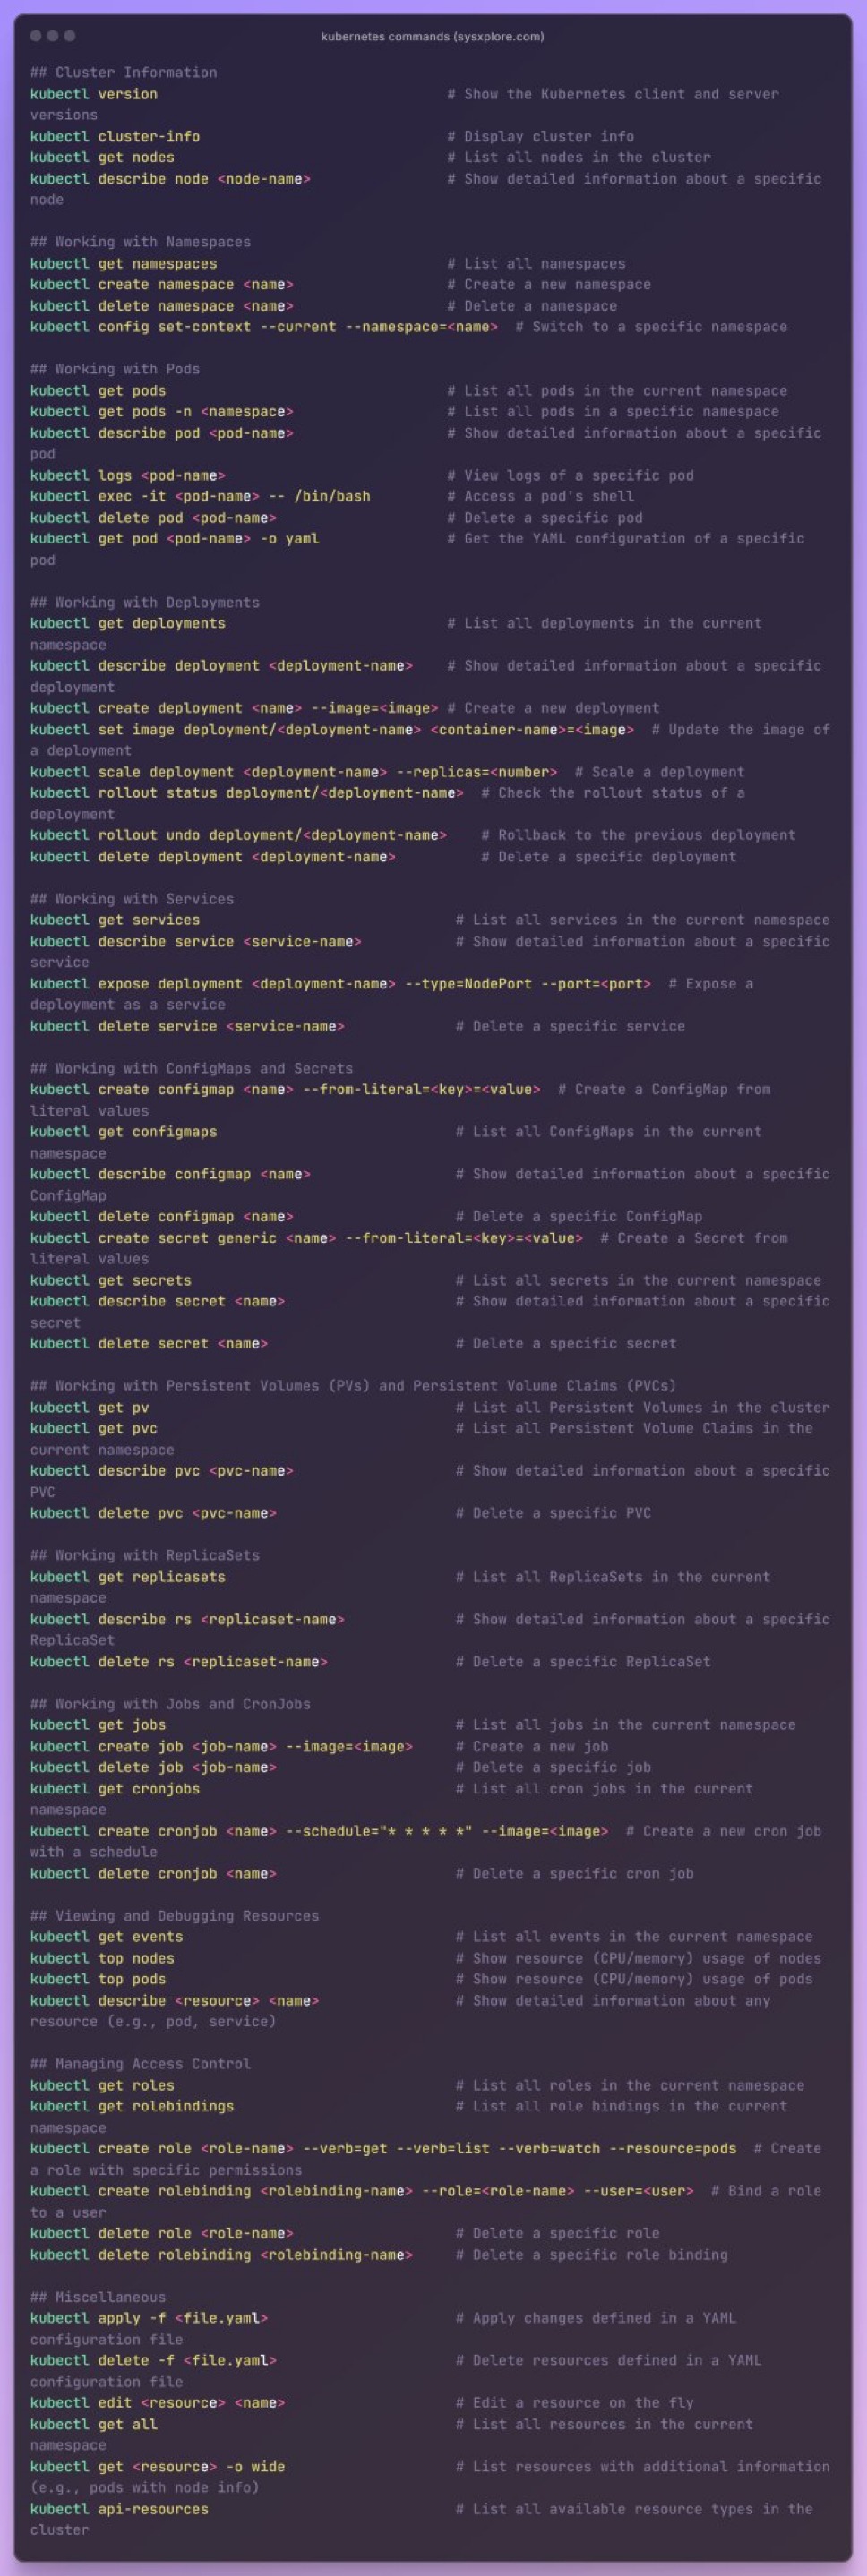 kubernetes commands (sysxplore.com)
## Cluster Information
kubectl version # Show the Kubernetes client and server
versions
kubectl cluster-info # Display cluster info
kubectl get nodes # List all nodes in the cluster
kubectl describe node <node-name> # Show detailed information about a specific
node
## Working with Namespaces
kubectl get namespaces # List all namespaces
kubectl create namespace <name> # Create a new namespace
kubectl delete namespace <name> # Delete a namespace
kubectl config set-context --current --namespace=<name> # Switch to a specific namespace
## Working with Pods
kubectl get pods # List all pods in the current namespace
kubectl get pods -n <namespace> # List all pods in a specific namespace
kubectl describe pod <pod-name> # Show detailed information about a specific
pod
kubectl logs <pod-name> # View logs of a specific pod
kubectl exec -it <pod-name> -- /bin/bash # Access a pod's shell
kubectl delete pod <pod-name> # Delete a specific pod
kubectl get pod <pod-name> -o yaml # Get the YAML configuration of a specific
pod
## Working with Deployments
kubectl get deployments # List all deployments in the current
namespace
kubectl describe deployment <deployment-name> # Show detailed information about a specific
deployment
kubectl create deployment <name> --image=<image> # Create a new deployment
kubectl set image deployment/<deployment-name> <container-name>=<image> # Update the image of
a deployment
kubectl scale deployment <deployment-name> --replicas=<number> # Scale a deployment
kubectl rollout status deployment/<deployment-name> # Check the rollout status of a
deployment
kubectl rollout undo deployment/<deployment-name> # Rollback to the previous deployment
kubectl delete deployment <deployment-name> # Delete a specific deployment
## Working with Services
kubectl get services # List all services in the current namespace
kubectl describe service <service-name> # Show detailed information about a specific
service
kubectl expose deployment <deployment-name> --type=NodePort --port=<port> # Expose a
deployment as a service
kubectl delete service <service-name> # Delete a specific service
## Working with ConfigMaps and Secrets
kubectl create configmap <name> --from-literal=<key>=<value> # Create a ConfigMap from
literal values
kubectl get configmaps # List all ConfigMaps in the current
namespace
kubectl describe configmap <name> # Show detailed information about a specific
ConfigMap
kubectl delete configmap <name> # Delete a specific ConfigMap
kubectl create secret generic <name> --from-literal=<key>=<value> # Create a Secret from
literal values
kubectl get secrets # List all secrets in the current namespace
kubectl describe secret <name> # Show detailed information about a specific
secret
kubectl delete secret <name> # Delete a specific secret
## Working with Persistent Volumes (PVs) and Persistent Volume Claims (PVCs)
kubectl get pv # List all Persistent Volumes in the cluster
kubectl get pvc # List all Persistent Volume Claims in the
current namespace
kubectl describe pvc <pvc-name> # Show detailed information about a specific
PVC
kubectl delete pvc <pvc-name> # Delete a specific PVC
## Working with ReplicaSets
kubectl get replicasets # List all ReplicaSets in the current
namespace
kubectl describe rs <replicaset-name> # Show detailed information about a specific
ReplicaSet
kubectl delete rs <replicaset-name> # Delete a specific ReplicaSet
## Working with Jobs and CronJobs
kubectl get jobs # List all jobs in the current namespace
kubectl create job <job-name> --image=<image> # Create a new job
kubectl delete job <job-name> # Delete a specific job
kubectl get cronjobs # List all cron jobs in the current
namespace
kubectl create cronjob <name> --schedule="* * * * *" --image=<image> # Create a new cron job
with a schedule
kubectl delete cronjob <name> # Delete a specific cron job
## Viewing and Debugging Resources
kubectl get events # List all events in the current namespace
kubectl top nodes # Show resource (CPU/memory) usage of nodes
kubectl top pods # Show resource (CPU/memory) usage of pods
kubectl describe <resource> <name> # Show detailed information about any
resource (e.g., pod, service)
## Managing Access Control
kubectl get roles # List all roles in the current namespace
kubectl get rolebindings # List all role bindings in the current
namespace
kubectl create role <role-name> --verb=get --verb=list --verb=watch --resource=pods # Create
a role with specific permissions
kubectl create rolebinding <rolebinding-name> --role=<role-name> --user=<user> # Bind a role
to a user
kubectl delete role <role-name> # Delete a specific role
kubectl delete rolebinding <rolebinding-name> # Delete a specific role binding
## Miscellaneous
kubectl apply -f <file.yaml> # Apply changes defined in a YAML
configuration file
kubectl delete -f <file.yaml> # Delete resources defined in a YAML
configuration file
kubectl edit <resource> <name> # Edit a resource on the fly
kubectl get all # List all resources in the current
namespace
kubectl get <resource> -o wide # List resources with additional information
(e.g., pods with node info)
kubectl api-resources # List all available resource types in the
cluster